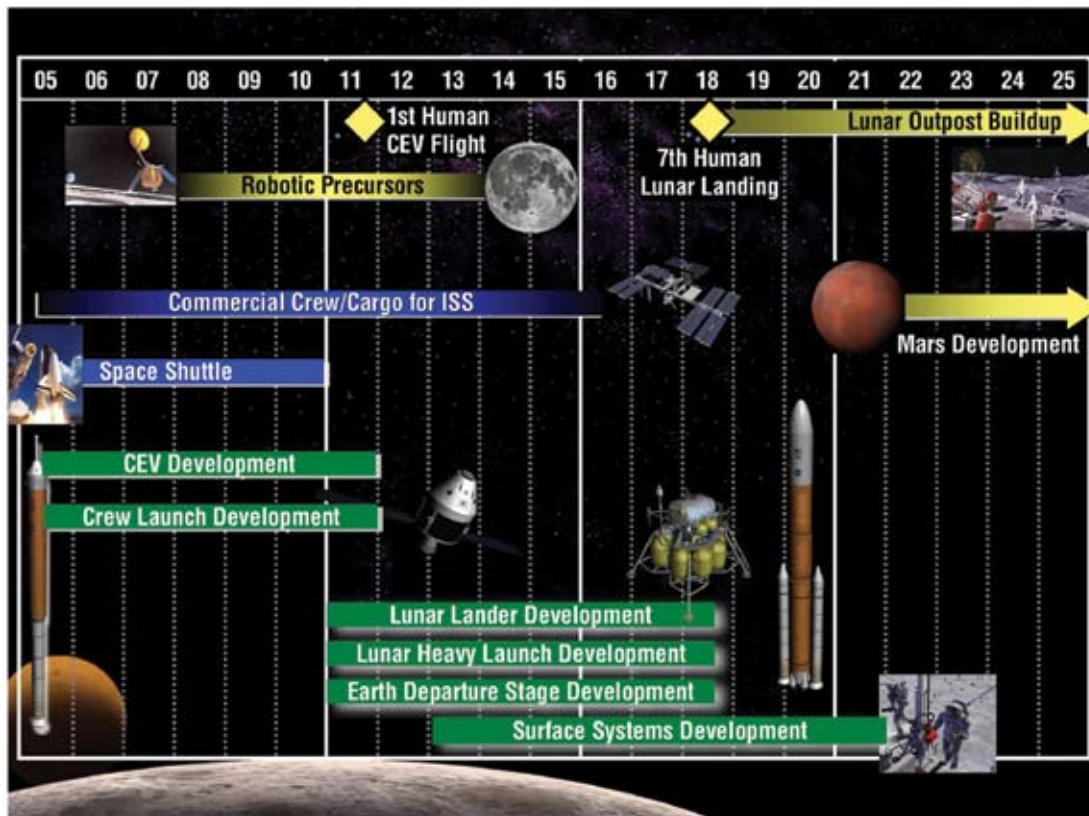 05 06 07 08 09 10 11 12 13 14 15 16 17 18 19 20 21 22 23 24 25
1st Human
CEV Flight
Lunar Outpost Buildup
7th Human
Lunar Landing
Robotic Precursors
Commercial Crew/Cargo for ISS
Mars Development
Space Shuttle
CEV Development
Crew Launch Development
Lunar Lander Development
Lunar Heavy Launch Development
Earth Departure Stage Development
Surface Systems Development